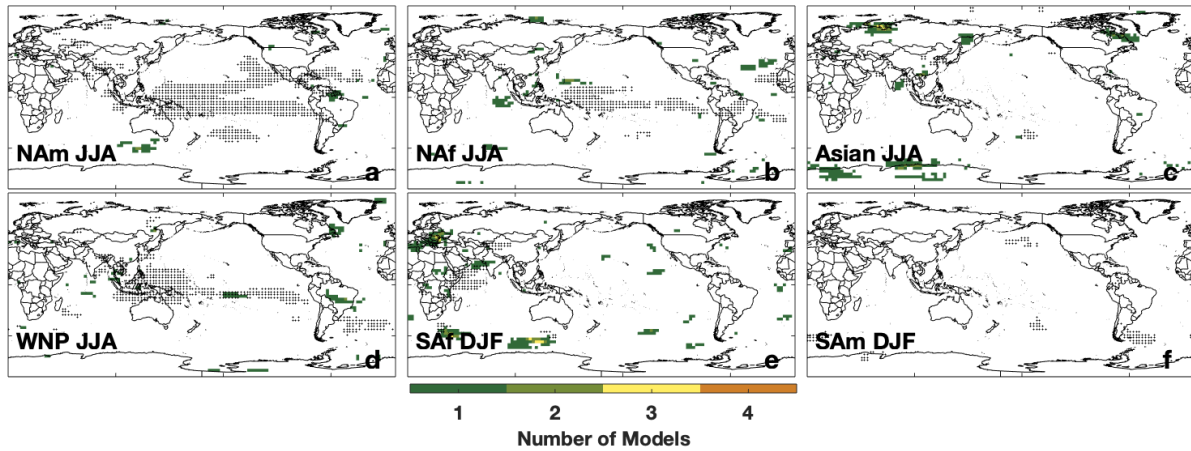 NAm JJA
a
NAf JJA
b
Asian JJA
c
WNP JJA
d
SAf DJF
e
SAm DJF
f
1 2 3 4
Number of Models